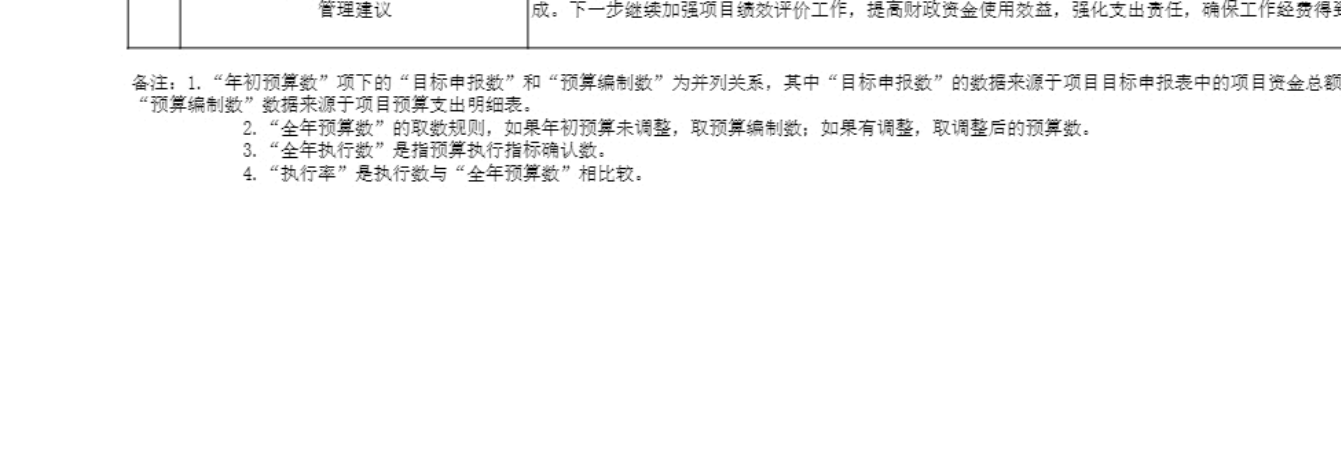 管理建议
成。下一步继续加强项目绩效评价工作，提高财政资金使用效益，强化支出责任，确保工作经费得
备注：1.“年初预算数”项下的“目标申报数”和“预算编制数”为并列关系，其中“目标申报数”的数据来源于项目目标申报表中的项目资金总额
“预算编制数”数据来源于项目预算支出明细表。
2.“全年预算数”的取数规则，如果年初预算未调整，取预算编制数；如果有调整，取调整后的预算数。
3.“全年执行数”是指预算执行指标确认数。
4.“执行率”是执行数与“全年预算数”相比较。